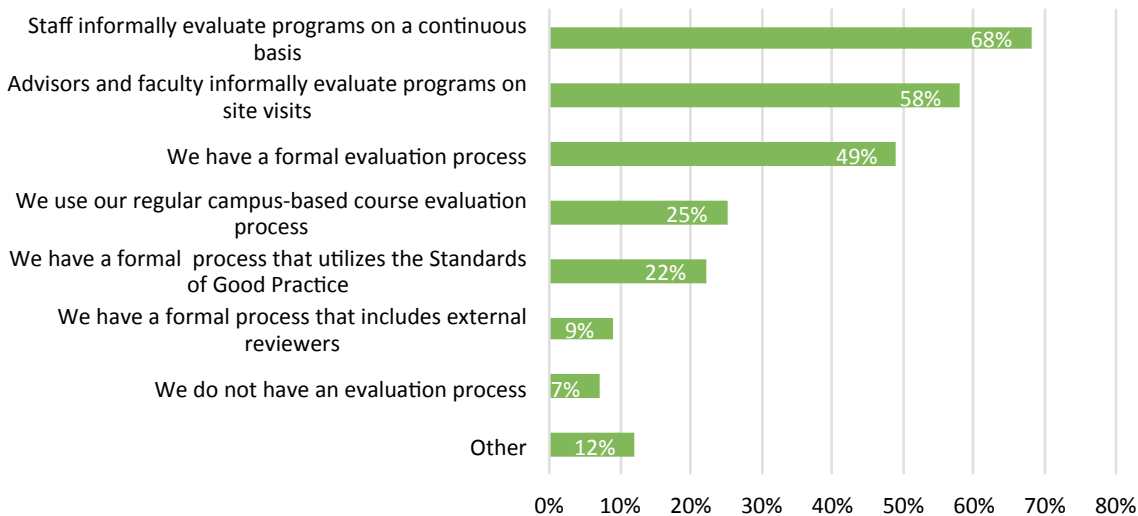 Staff informally evaluate programs on a continuous
basis
68%
Advisors and faculty informally evaluate programs on
site visits
58%
We have a formal evaluation process
49%
We use our regular campus-based course evaluation
process
25%
We have a formal  process that utilizes the Standards
of Good Practice
22%
We have a formal process that includes external
reviewers
9%
We do not have an evaluation process
7%
Other
12%
0% 10% 20% 30% 40% 50% 60% 70% 80%